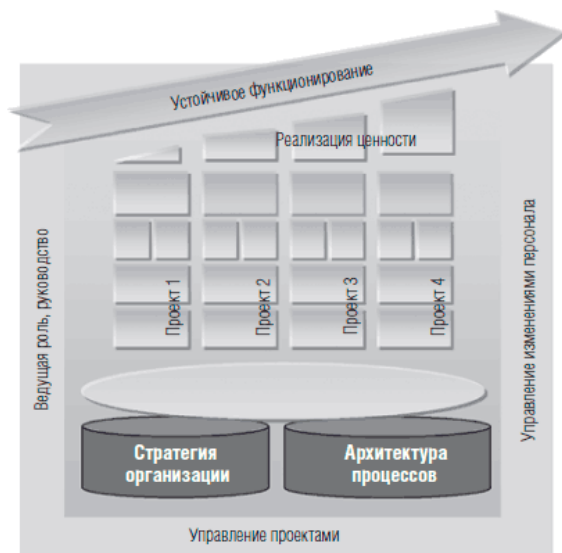 Устойчивое функционирование
Реализация ценности
Ведущая роль, руководство
Проект 1
Проект 2
Проект 3
Проект 4
Управление изменениями персонала
Стратегия
организации
Архитектура
процессов
Управление проектами